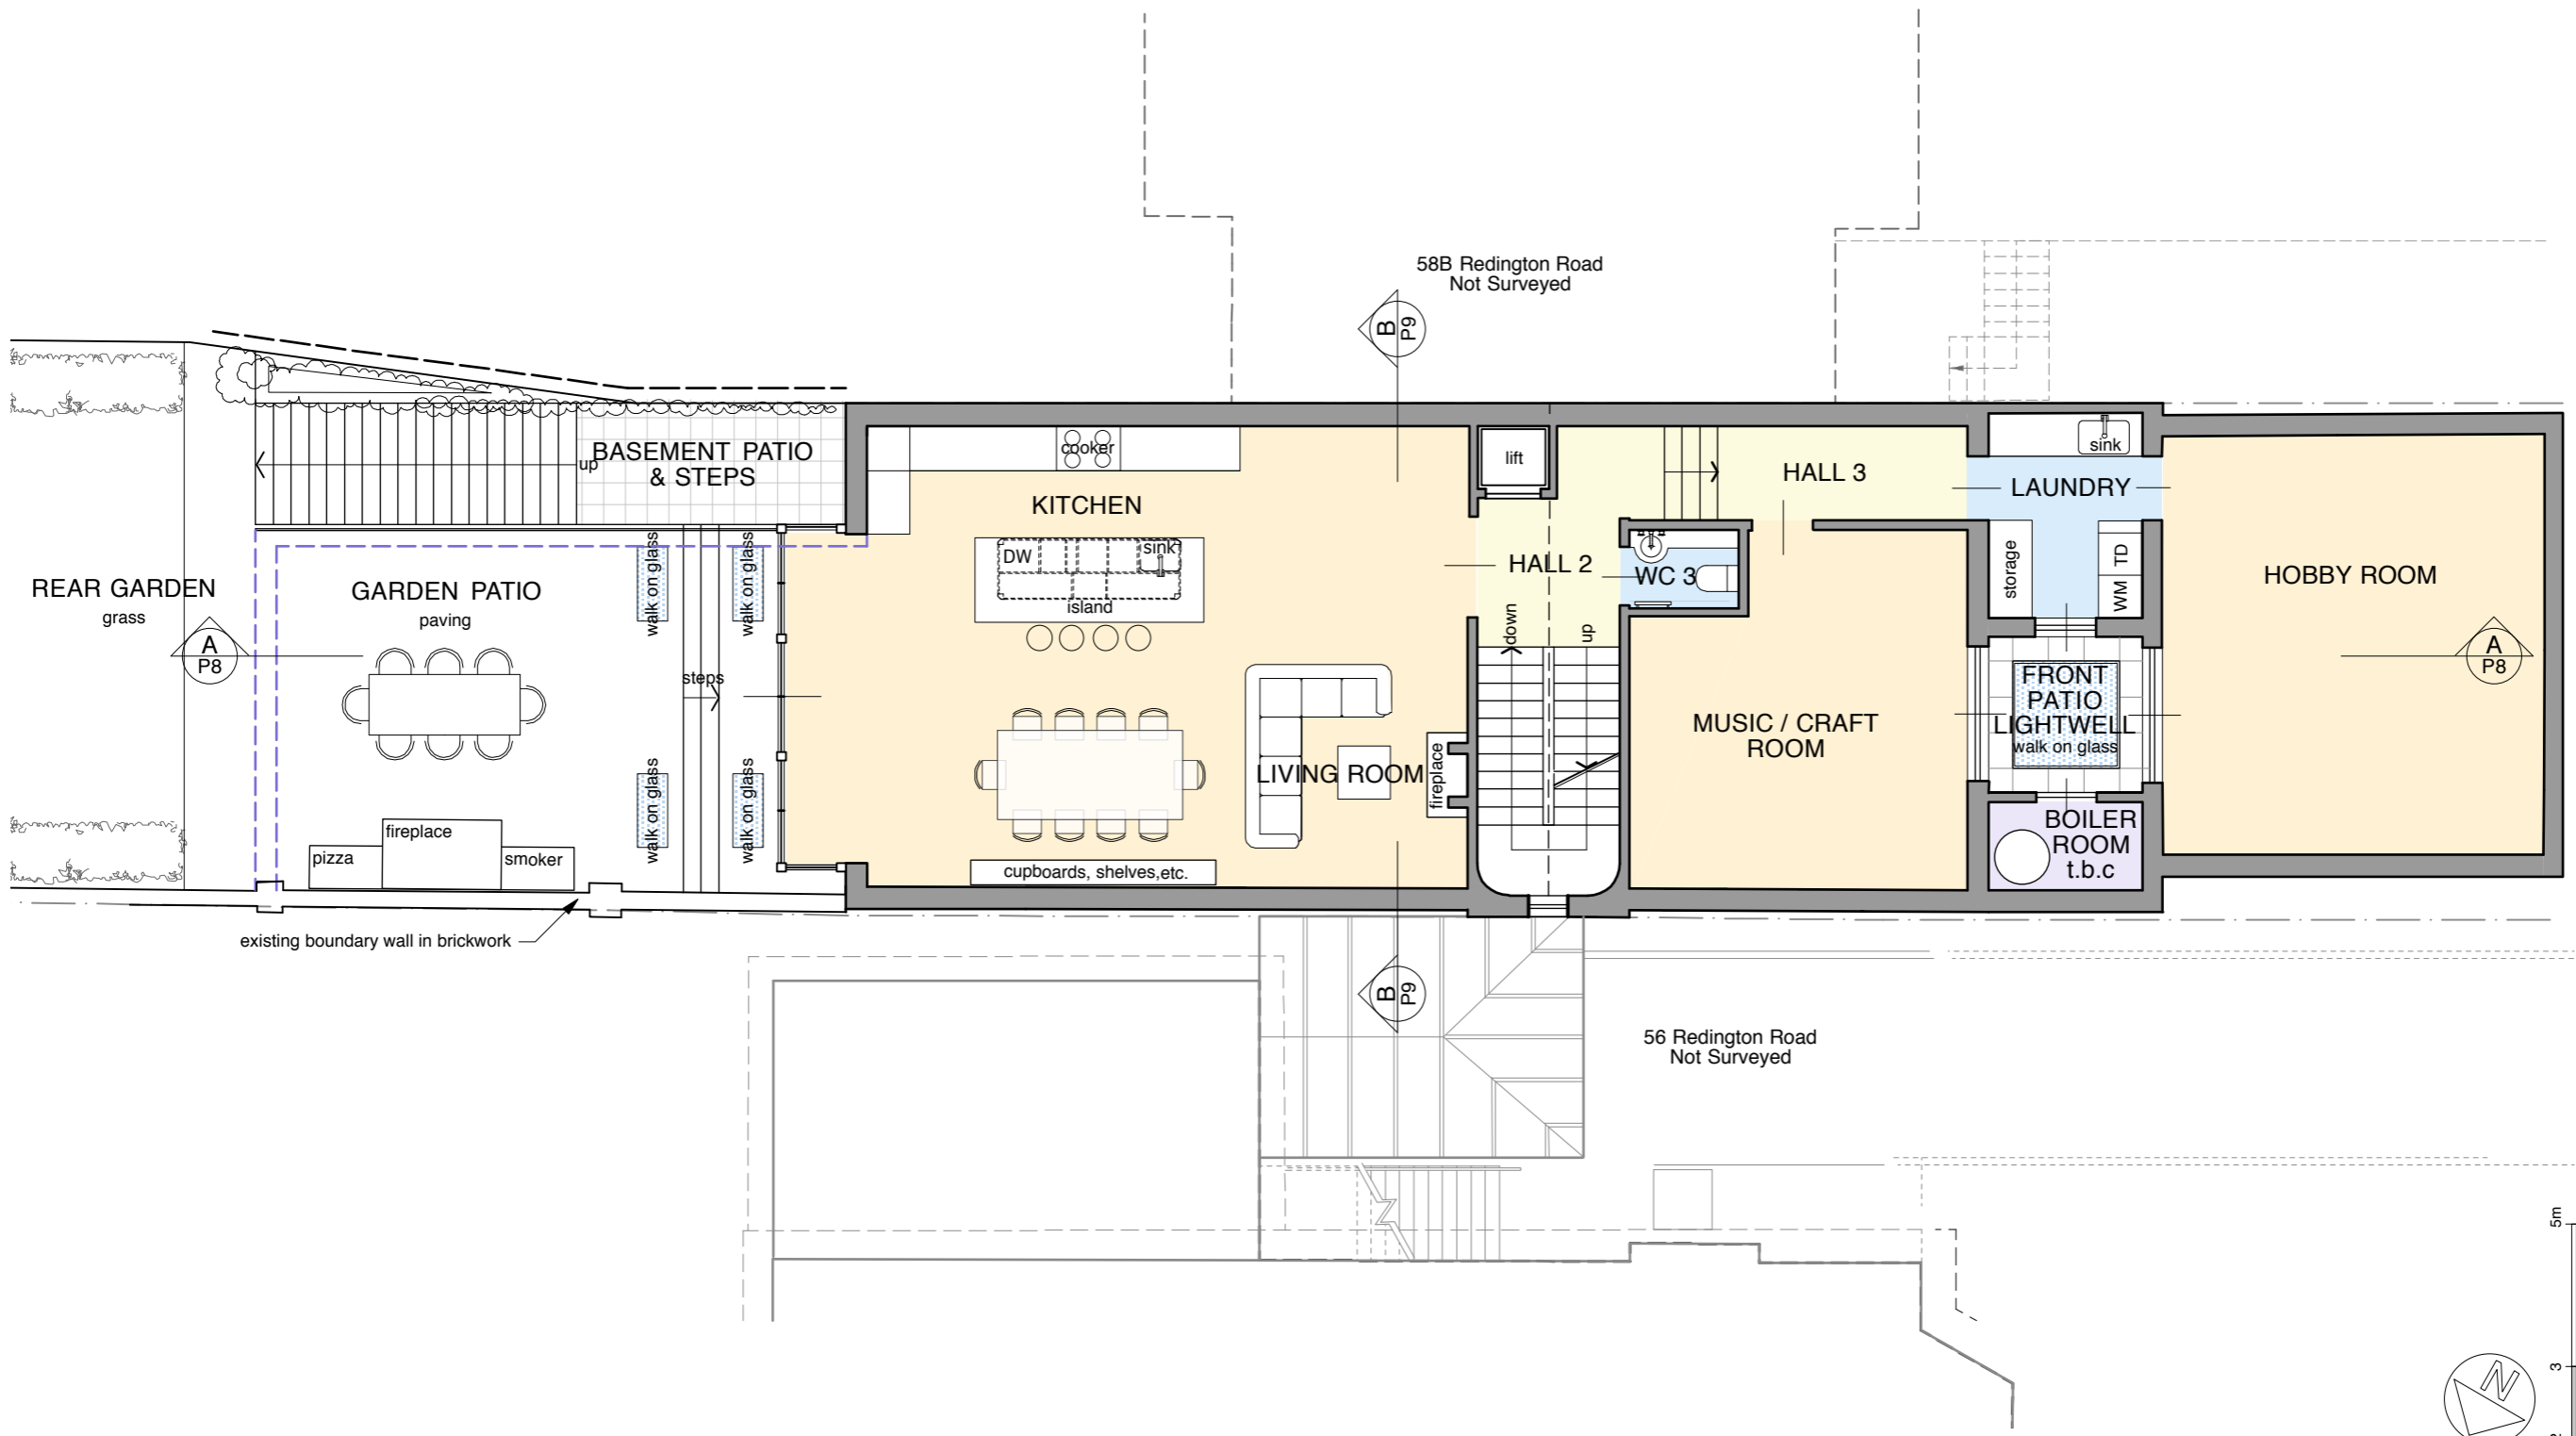 58B Redington Road
Not Surveyed
B
P9
BASEMENT PATIO
& STEPS
up
cooker
KITCHEN
DW
sink
island
lift
HALL 3
HALL 2
WC 3
down
up
sink
LAUNDRY
storage
TD
WM
HOBBY ROOM
REAR GARDEN
grass
A
P8
GARDEN PATIO
paving
walk on glass
walk on glass
steps
walk on glass
walk on glass
fireplace
pizza
smoker
LIVING ROOM
fireplace
cupboards, shelves,etc.
MUSIC / CRAFT
ROOM
FRONT
PATIO
LIGHTWELL
walk on glass
BOILER
ROOM
t.b.c
A
P8
existing boundary wall in brickwork
B
P9
56 Redington Road
Not Surveyed
5m
3
N